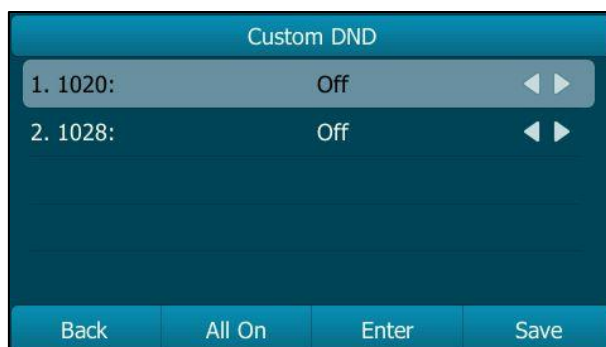 Custom DND
1. 1020: Off
2. 1028: Off
Back All On Enter Save